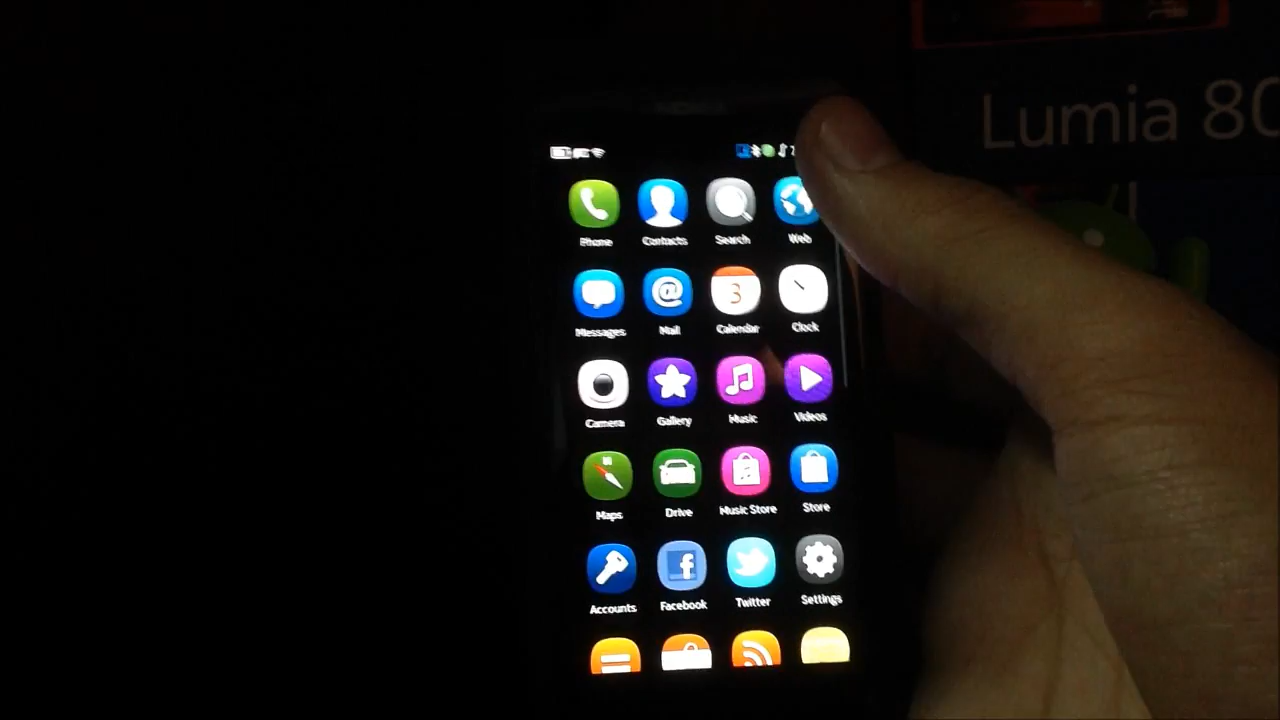 Lumia 80
Phone Contacts Search Web
3
Messages Mail Calendar Clock
Camera Gallery Music Videos
Maps Drive Music Store Store
Accounts Facebook Twitter Settings